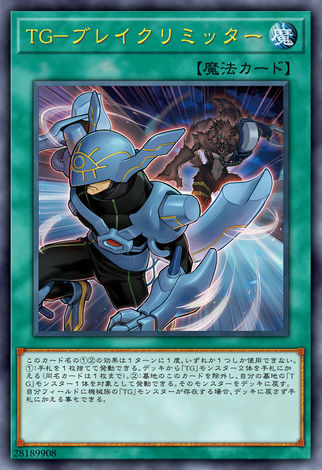 TG－ブレイクリミッター
魔
【魔法カード】
このカード名の①②の効果は１ターンに１度、いずれか１つしか使用できない。
①：手札を１枚捨てて発動できる。デッキから「TG」モンスター２体を手札に加
える（同名カードは１枚まで）。②：墓地のこのカードを除外し、自分の墓地の「T
G」モンスター１体を対象として発動できる。そのモンスターをデッキに戻す。
自分フィールドに機械族の「TG」モンスターが存在する場合、デッキに戻さず手
札に加える事もできる。
28189908